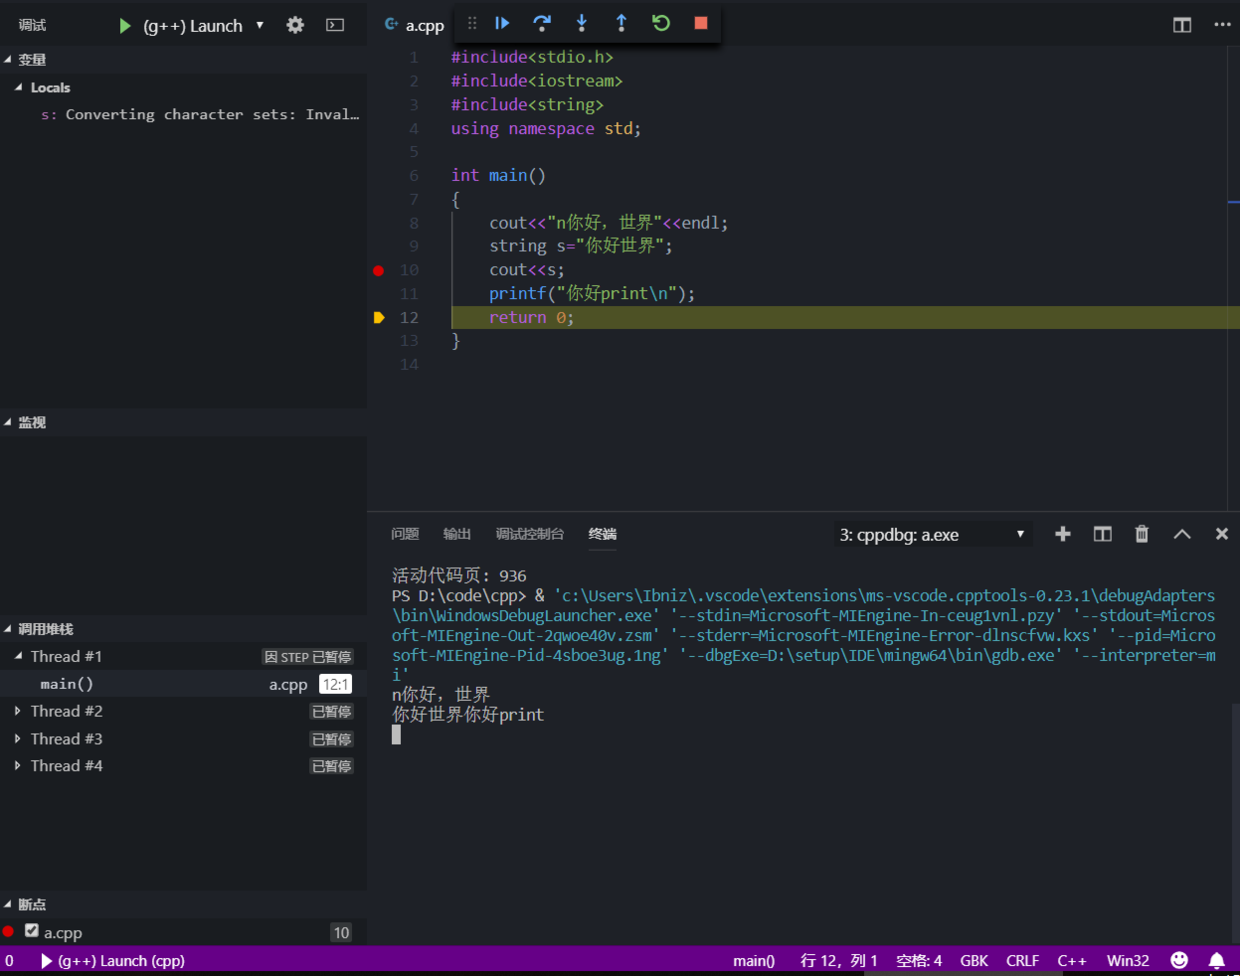 调试 (g++) Launch a.cpp
变量
Locals
s: Converting character sets: Inval…
监视
调用堆栈
Thread #1 因 STEP 已暂停
main() a.cpp 12:1
Thread #2 已暂停
Thread #3 已暂停
Thread #4 已暂停
断点
a.cpp 10
1 #include<stdio.h>
2 #include<iostream>
3 #include<string>
4 using namespace std;
5
6 int main()
7 {
8 cout<<"n你好，世界"<<endl;
9 string s="你好世界";
10 cout<<s;
11 printf("你好print\n");
12 return 0;
13 }
14
问题 输出 调试控制台 终端 3: cppdbg: a.exe
活动代码页: 936
PS D:\code\cpp> & 'c:\Users\Ibniz\.vscode\extensions\ms-vscode.cpptools-0.23.1\debugAdapters
\bin\WindowsDebugLauncher.exe' '--stdin=Microsoft-MIEngine-In-ceug1vnl.pzy' '--stdout=Micros
oft-MIEngine-Out-2qwoe40v.zsm' '--stderr=Microsoft-MIEngine-Error-dlnscfvw.kxs' '--pid=Micro
soft-MIEngine-Pid-4sboe3ug.1ng' '--dbgExe=D:\setup\IDE\mingw64\bin\gdb.exe' '--interpreter=m
i'
n你好，世界
你好世界你好print
0 (g++) Launch (cpp) main() 行 12，列 1 空格: 4 GBK CRLF C++ Win32